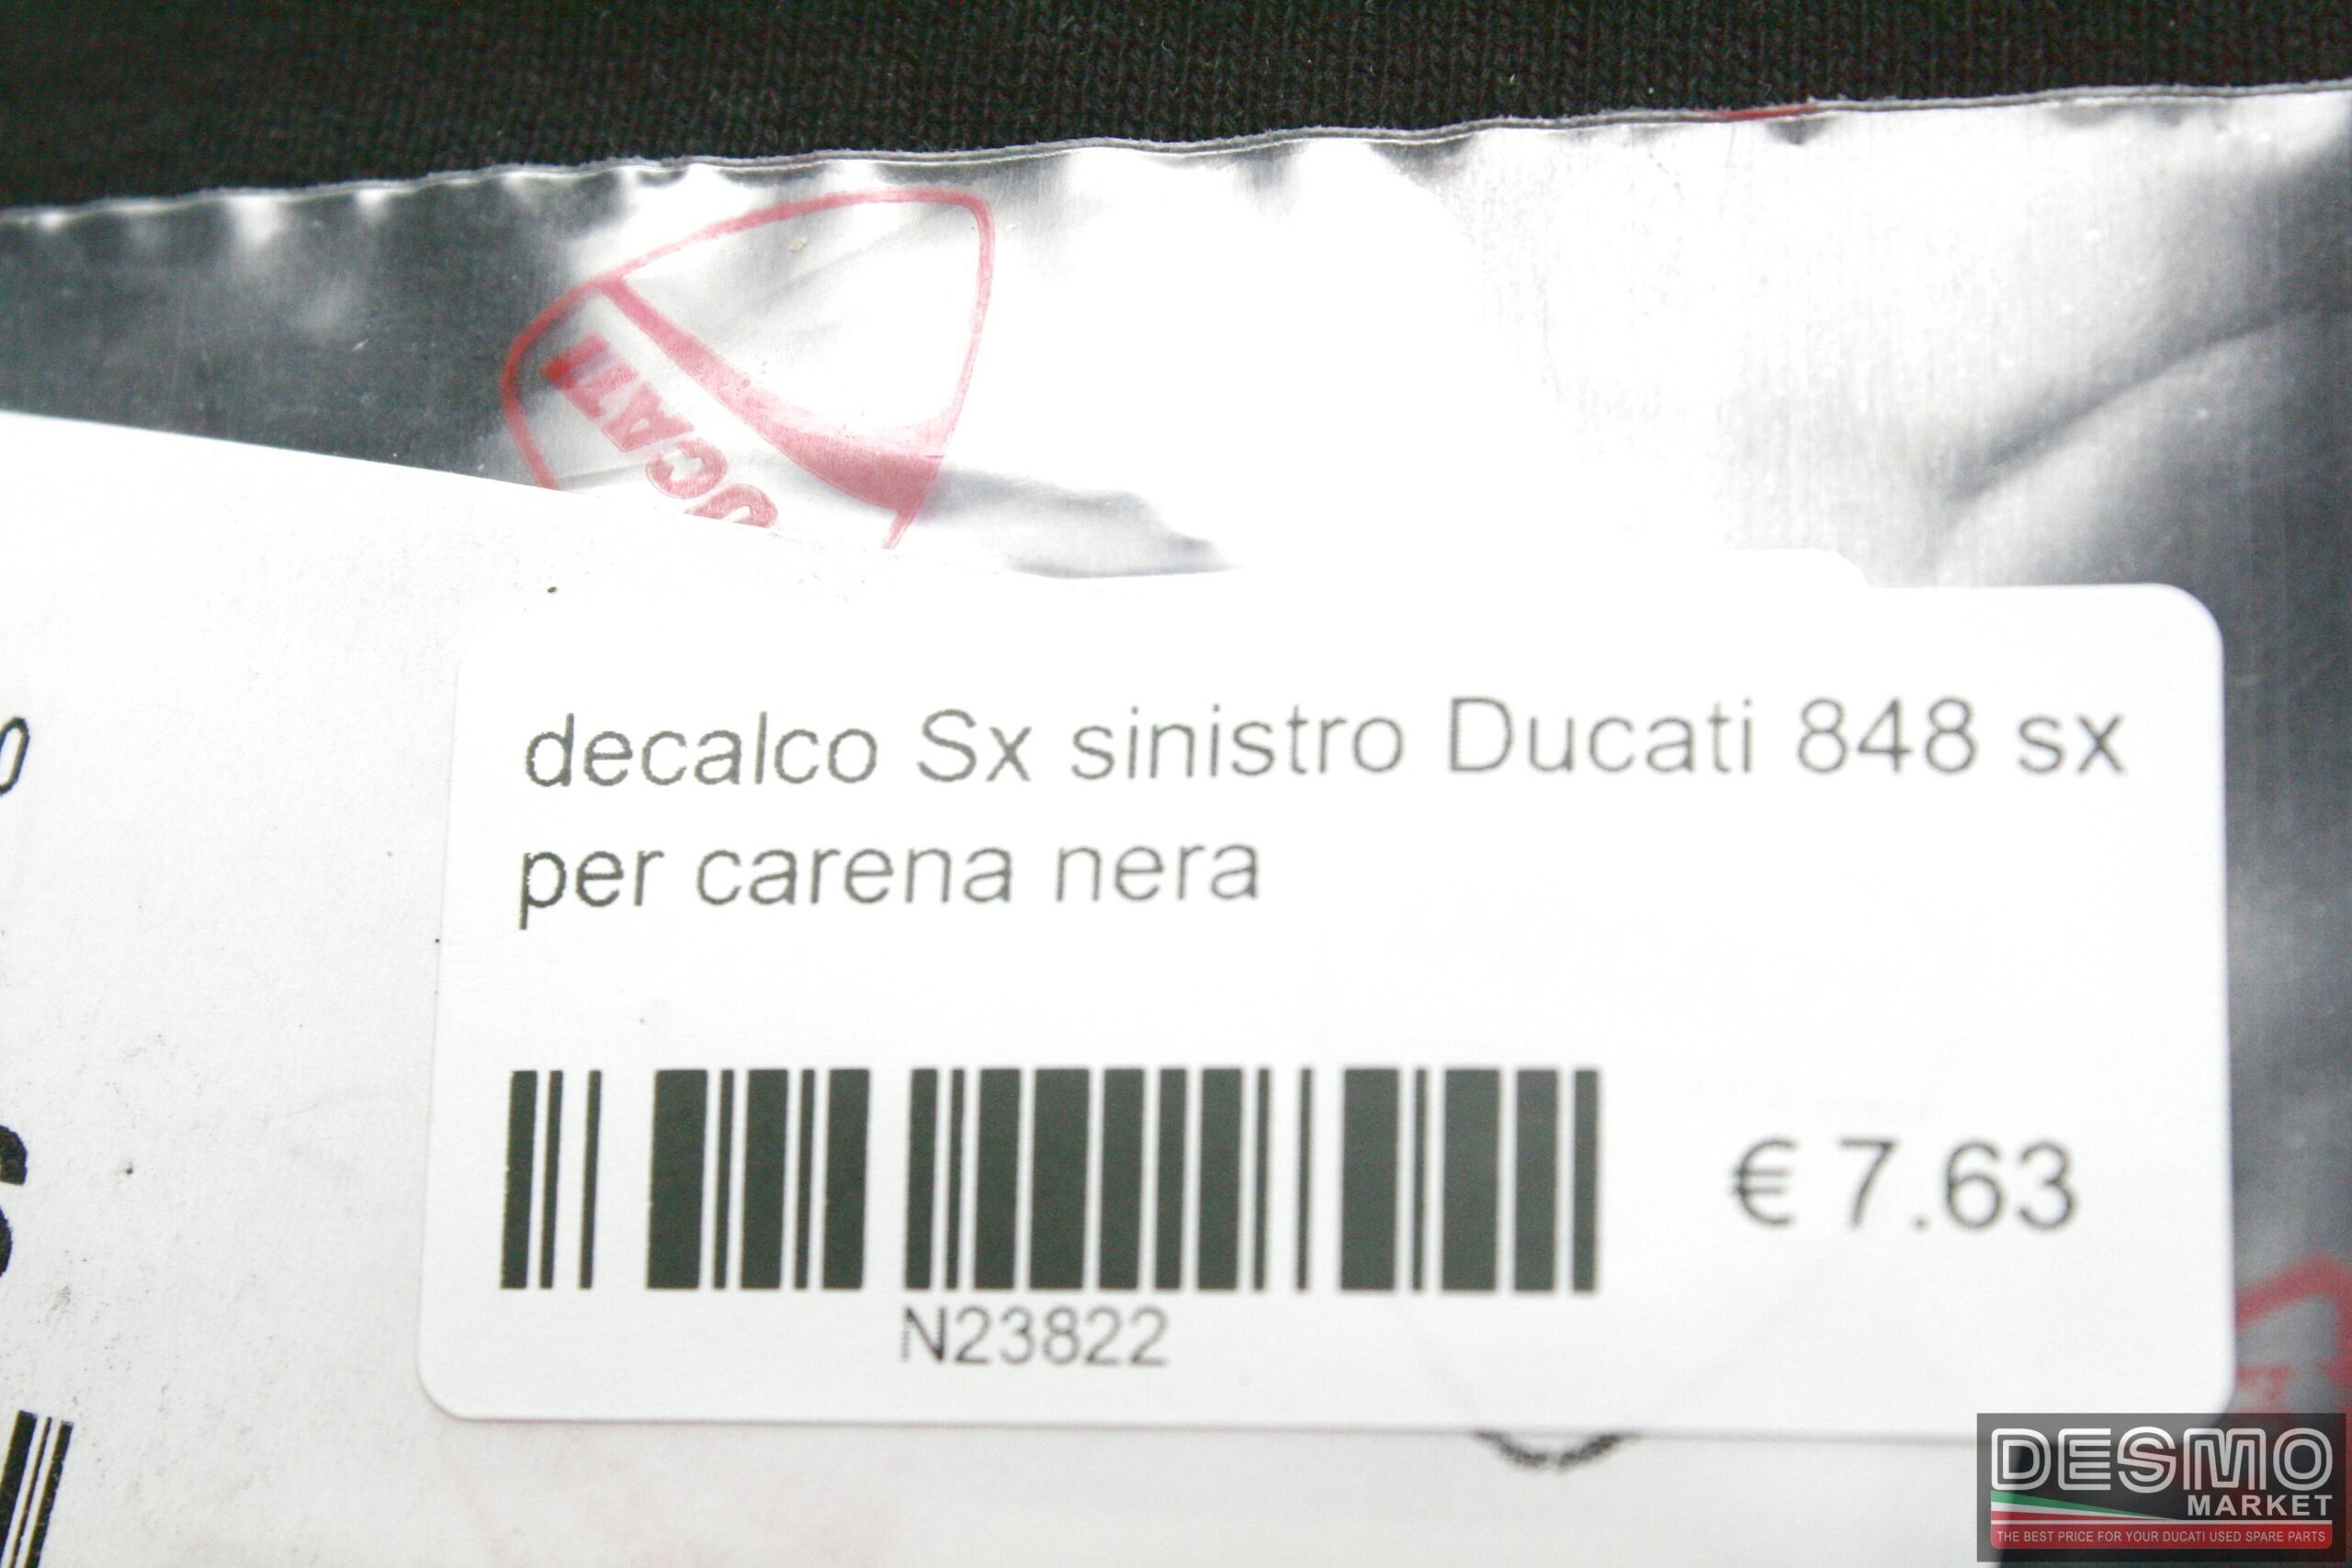 DUCATI
decalco Sx sinistro Ducati 848 sx
per carena nera
€ 7.63
N23822
DESMO
MARKET
THE BEST PRICE FOR YOUR DUCATI USED SPARE PARTS